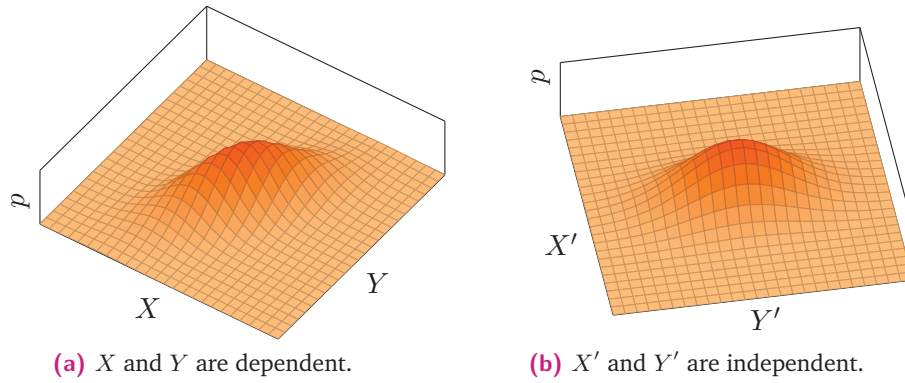 p
X
Y
(a) X and Y are dependent.
p
X′
Y′
(b) X′ and Y′ are independent.